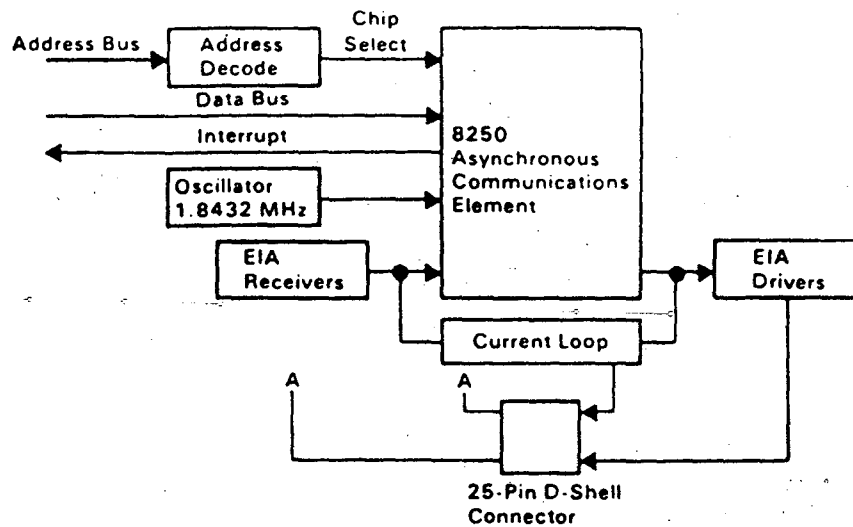 Address Bus
Address
Decode
Chip
Select
Data Bus
Interrupt
8250
Asynchronous
Communications
Element
Oscillator
1.8432 MHz
EIA
Receivers
EIA
Drivers
Current Loop
A
A
25-Pin D-Shell
Connector